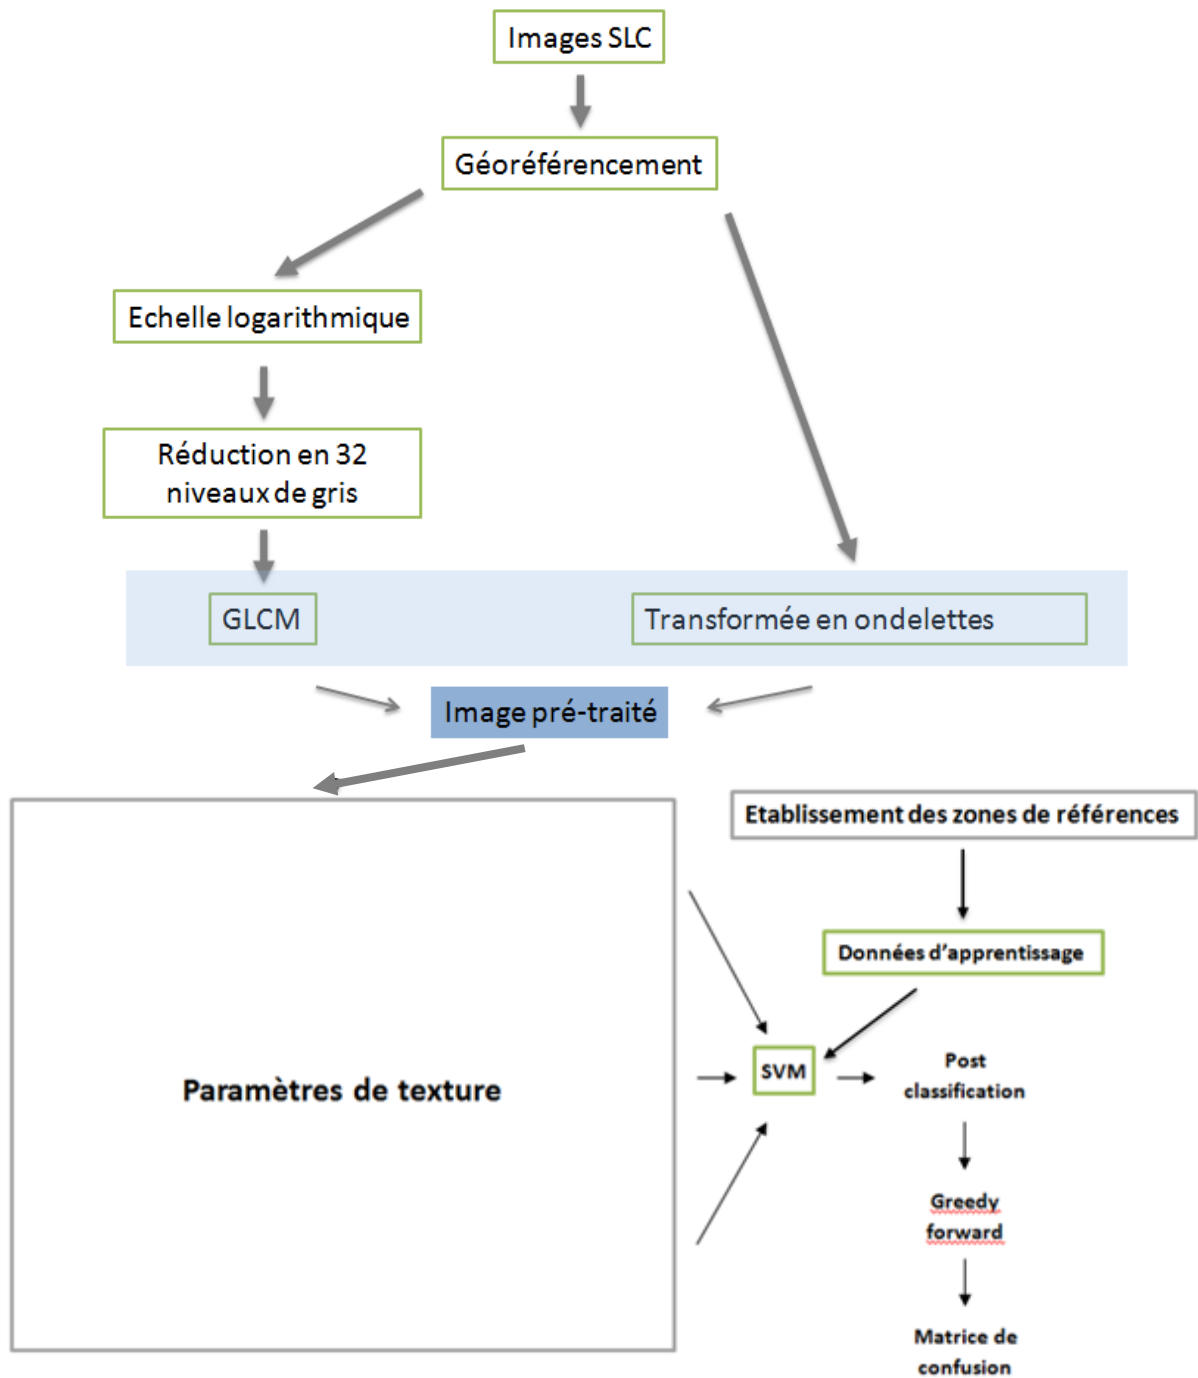 Images SLC
Géoréférencement
Echelle logarithmique
Réduction en 32
niveaux de gris
GLCM
Transformée en ondelettes
Image pré-traité
Etablissement des zones de références
Données d'apprentissage
Paramètres de texture
SVM
Post
classification
Greedy
forward
Matrice de
confusion